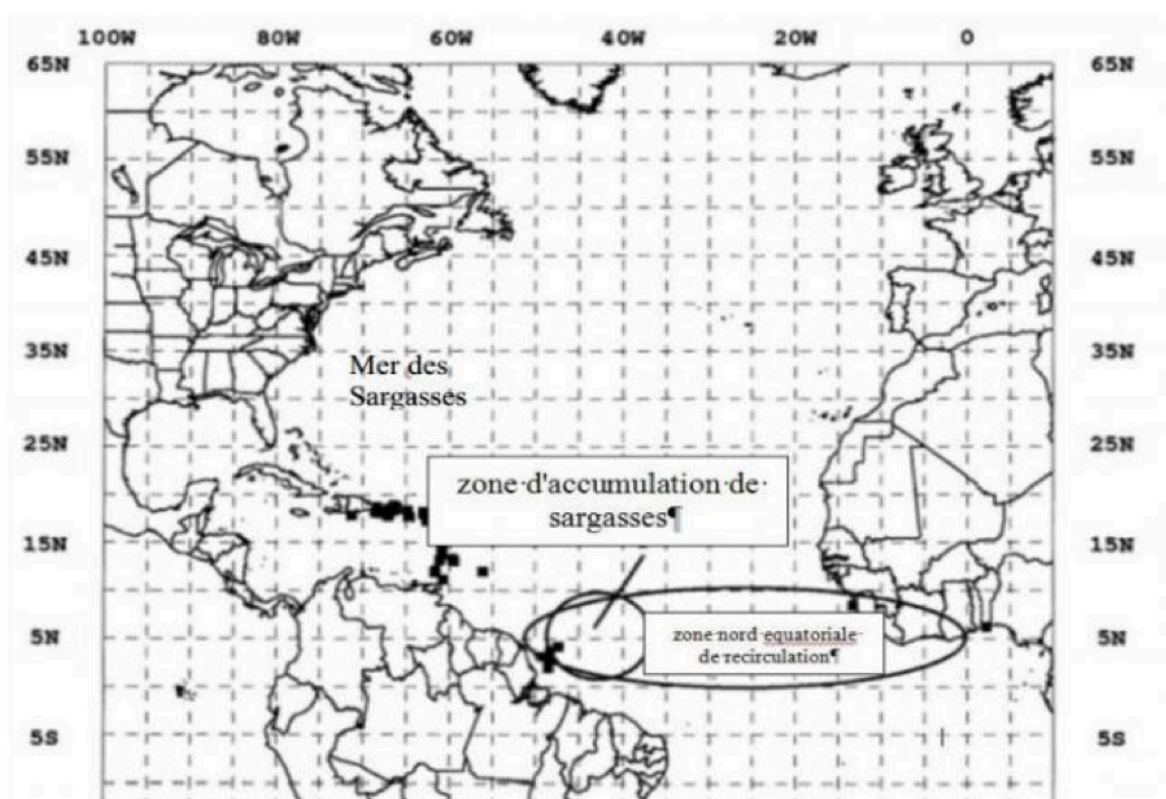 100W 80W 60W 40W 20W 0
65N 65N
55N 55N
45N 45N
35N 35N
Mer des
Sargasses
25N 25N
zone·d'accumulation·de·
sargasses¶
15N 15N
zone·nord·equatoriale·
de·recirculation¶
5N 5N
5S 5S